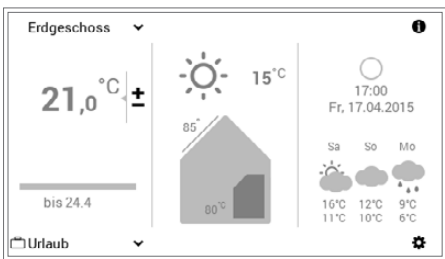 Erdgeschoss
21,0 °C ±
bis 24.4
Urlaub
15°C
85°
80°C
17:00
Fr, 17.04.2015
Sa So Mo
16°C 12°C 9°C
11°C 10°C 6°C